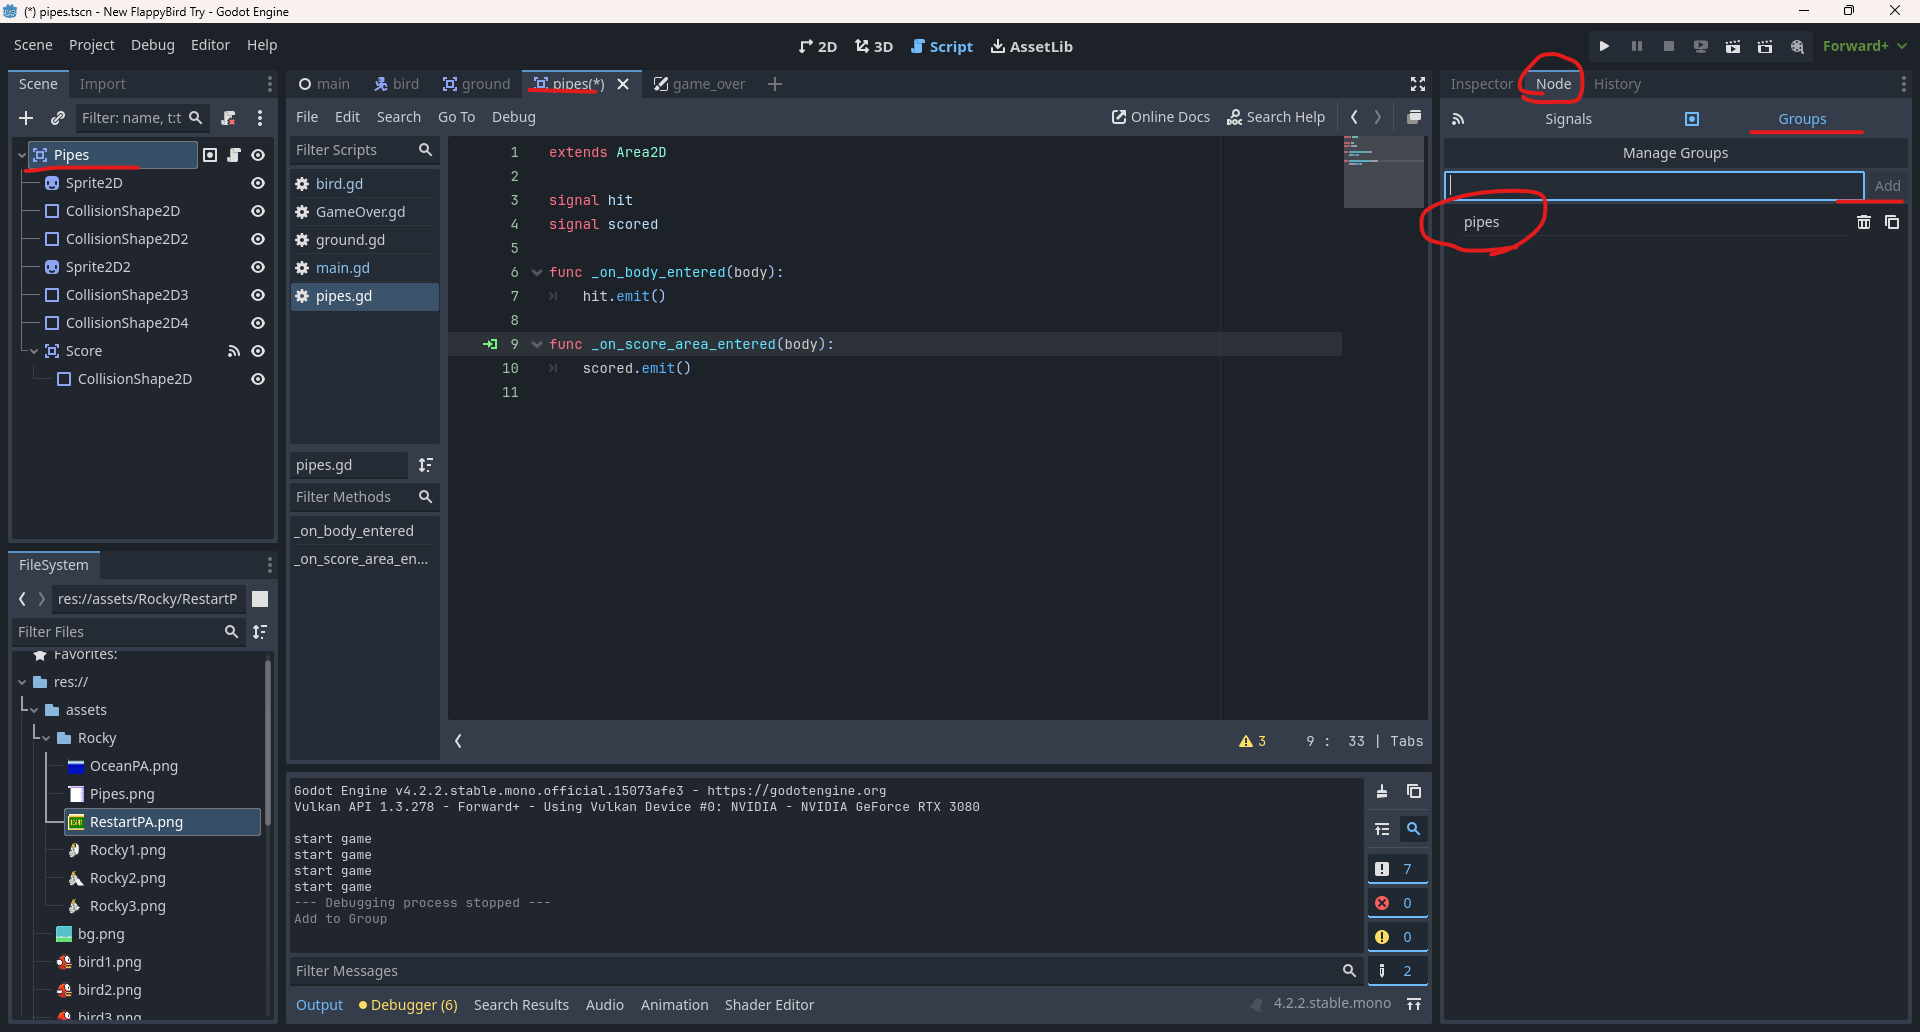 (*) pipes.tscn - New FlappyBird Try - Godot Engine
Scene Project Debug Editor Help
2D 3D Script AssetLib
Forward+
Scene Import
main bird ground pipes(*) game_over
Inspector Node History
Filter: name, t:t
File Edit Search Go To Debug
Online Docs Search Help
Signals Groups
Manage Groups
Add
pipes
Pipes
Sprite2D
CollisionShape2D
CollisionShape2D2
Sprite2D2
CollisionShape2D3
CollisionShape2D4
Score
CollisionShape2D
Filter Scripts
bird.gd
GameOver.gd
ground.gd
main.gd
pipes.gd
pipes.gd
Filter Methods
_on_body_entered
_on_score_area_en...
1 extends Area2D
2
3 signal hit
4 signal scored
5
6 func _on_body_entered(body):
7 hit.emit()
8
9 func _on_score_area_entered(body):
10 scored.emit()
11
3 9 : 33 | Tabs
FileSystem
res://assets/Rocky/RestartP
Filter Files
Favorites:
res://
assets
Rocky
OceanPA.png
Pipes.png
RestartPA.png
Rocky1.png
Rocky2.png
Rocky3.png
bg.png
bird1.png
bird2.png
bird3.png
Godot Engine v4.2.2.stable.mono.official.15073afe3 - https://godotengine.org
Vulkan API 1.3.278 - Forward+ - Using Vulkan Device #0: NVIDIA - NVIDIA GeForce RTX 3080
start game
start game
start game
start game
--- Debugging process stopped ---
Add to Group
7
0
0
2
Filter Messages
Output Debugger (6) Search Results Audio Animation Shader Editor
4.2.2.stable.mono